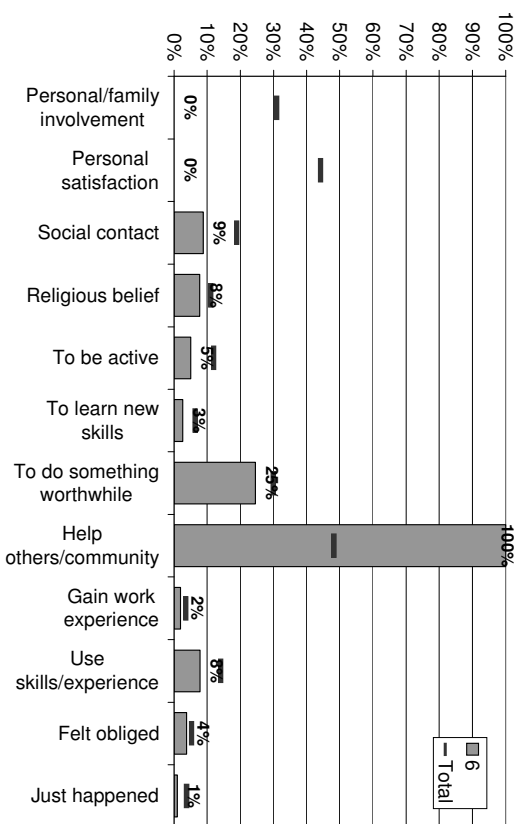 100%
90%
80%
70%
60%
50%
40%
30%
20%
10%
0%
6
Total
0%
0%
9%
8%
5%
3%
25%
100%
2%
8%
4%
1%
Personal/family
involvement
Personal
satisfaction
Social contact
Religious belief
To be active
To learn new
skills
To do something
worthwhile
Help
others/community
Gain work
experience
Use
skills/experience
Felt obliged
Just happened